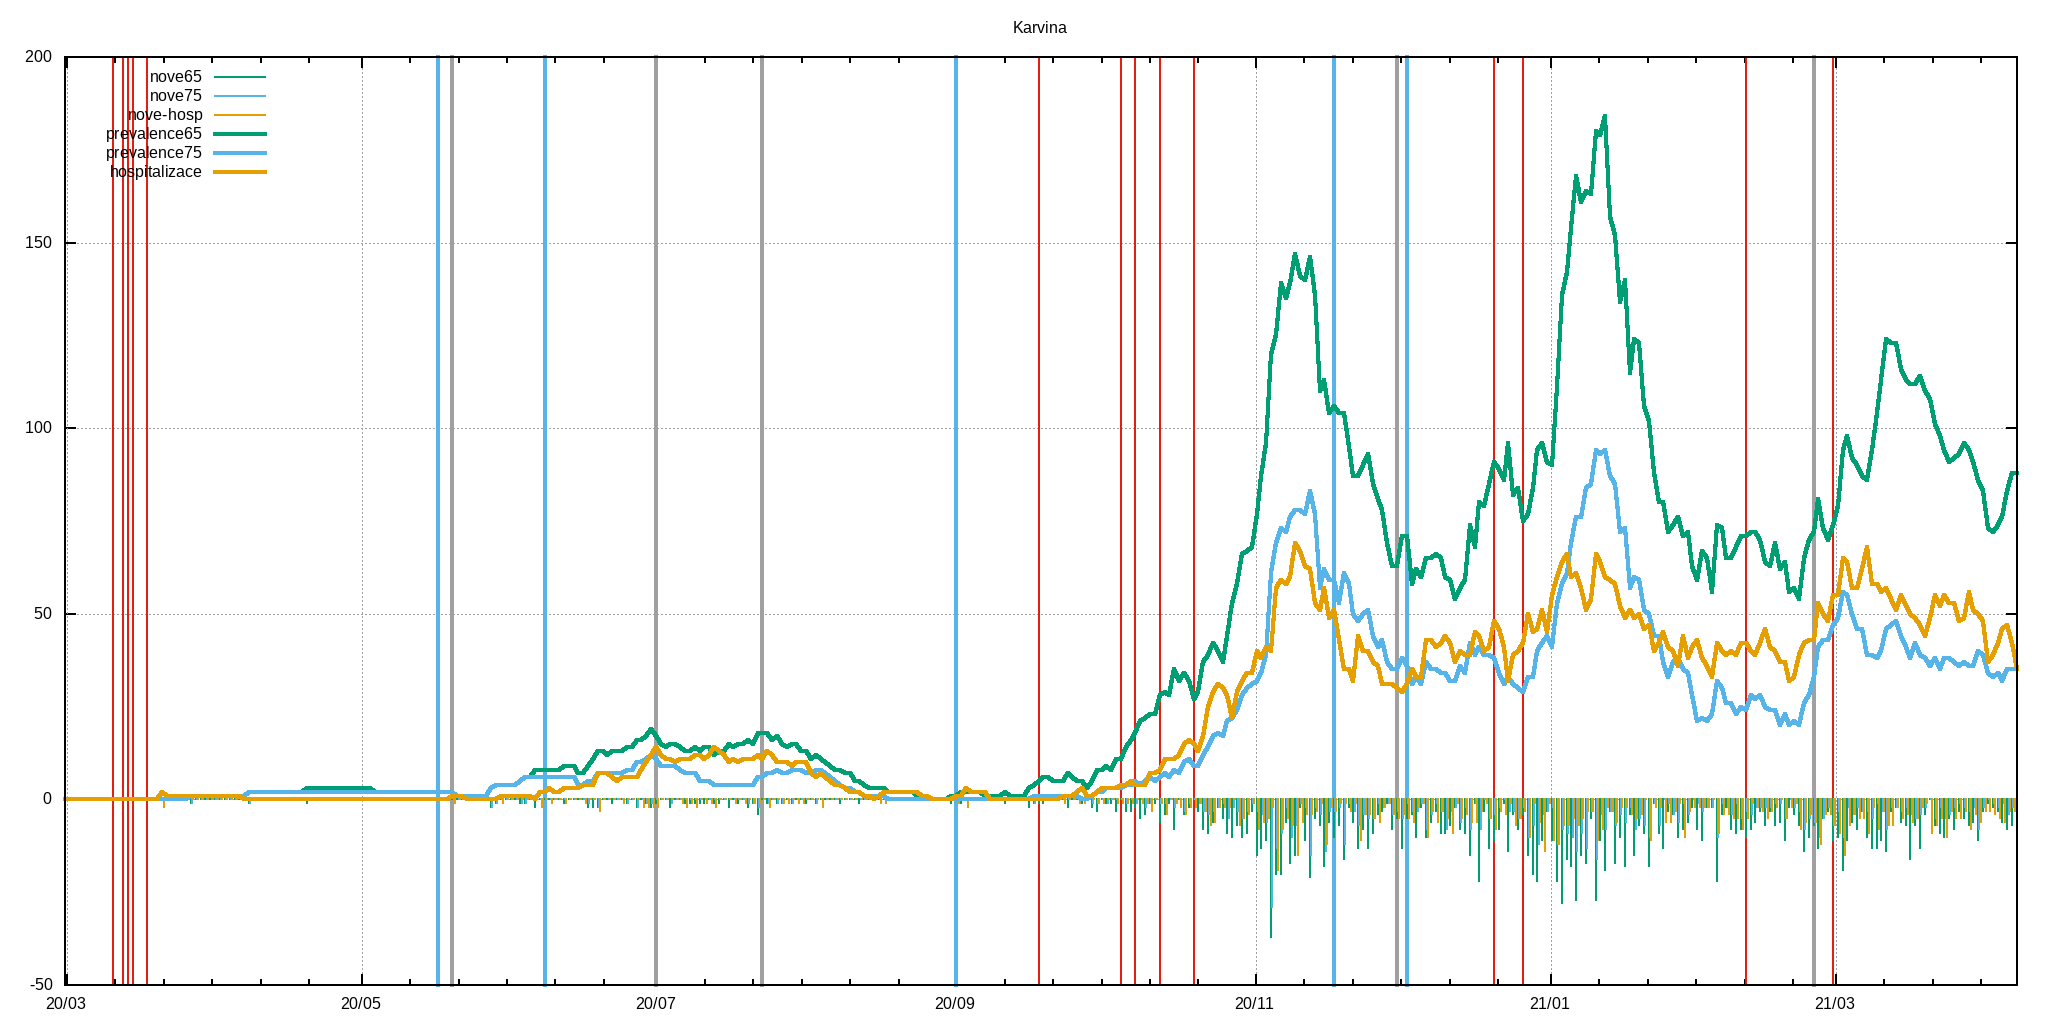 Karvina
200
150
100
50
0
-50
nove65
nove75
nove-hosp
prevalence65
prevalence75
hospitalizace
20/03 20/05 20/07 20/09 20/11 21/01 21/03